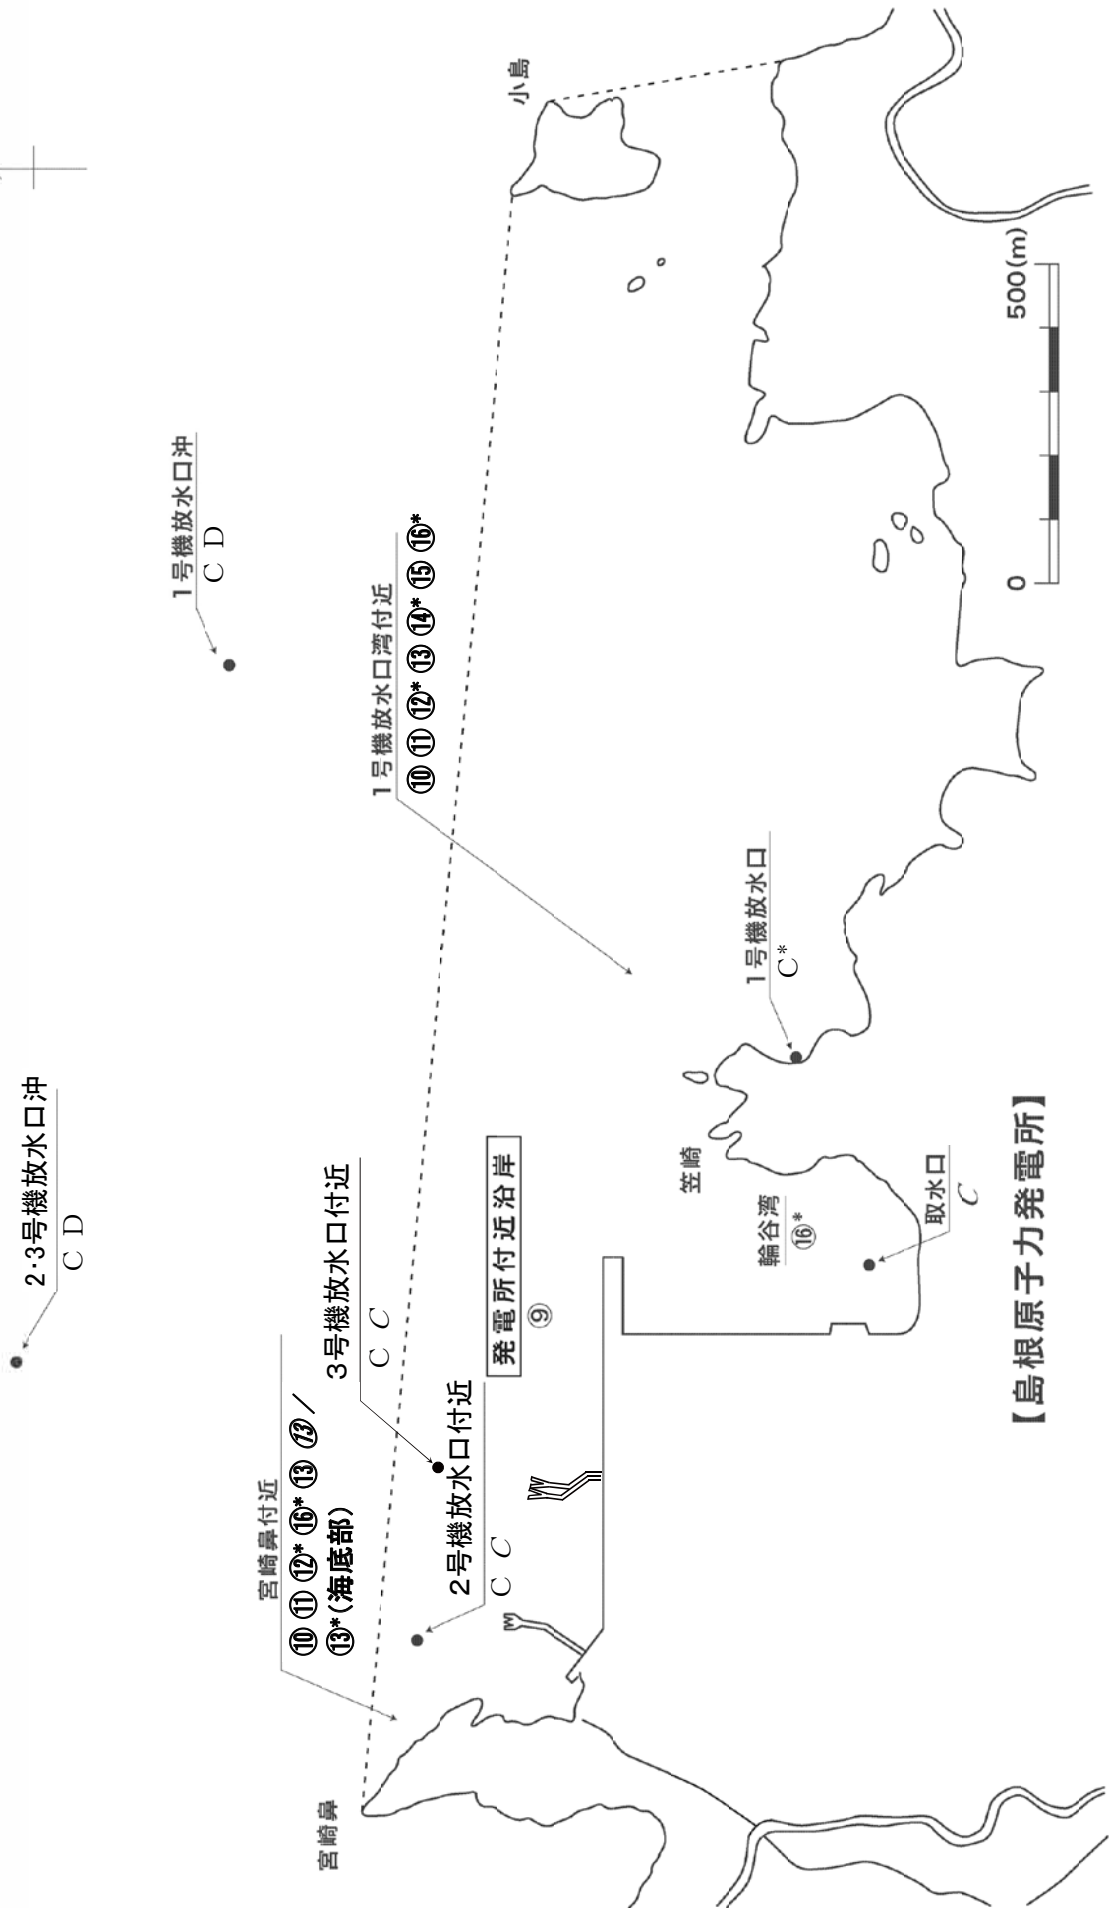 2・3号機放水口沖
C D
1号機放水口沖
C D
小島
宮崎鼻付近
⑩ ⑪ ⑫* ⑯* ⑬ ⑬ /
⑬*(海底部)
3号機放水口付近
C C
1号機放水口湾付近
⑩ ⑪ ⑫* ⑬ ⑭* ⑮ ⑯*
宮崎鼻
2号機放水口付近
C C
発電所付近沿岸
⑨
笠崎
1号機放水口
C*
輪谷湾
⑯*
取水口
C
0 500(m)
【島根原子力発電所】